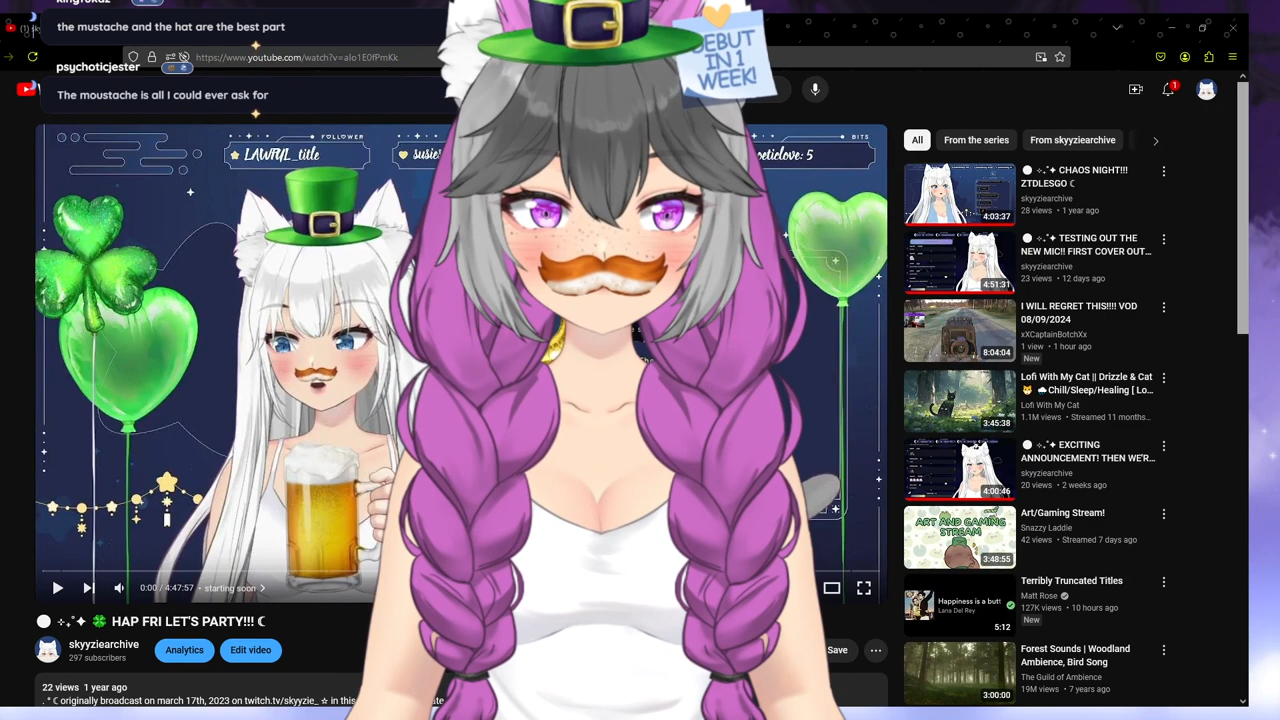 the mustache and the hat are the best part
psychoticjester
The moustache is all I could ever ask for
https://www.youtube.com/watch?v=alo1E0fPmKk
DEBUT
IN 1
WEEK!
1
FOLLOWER
LAWful_title
BITS
poeticlove: 5
0:00 / 4:47:57 • starting soon
HAP FRI LETS
skyyziearchive
297 subscribers
Analytics
Edit video
Save
22 views 1 year ago
originally broadcast on march 17th, 2023 on twitch.tv/skyyzie_ ☆ in this
All
From the series
From skyyziearchive
CHAOS NIGHT!!!
ZTDLESGO ☾
skyyziearchive
28 views • 1 year ago
4:03:37
TESTING OUT THE
NEW MIC!! FIRST COVER OUT...
skyyziearchive
23 views • 12 days ago
4:51:31
I WILL REGRET THIS!!!! VOD
08/09/2024
xXCaptainBotchXx
1 view • 1 hour ago
New
8:04:04
Lofi With My Cat || Drizzle & Cat
🐱 🌧Chill/Sleep/Healing [ Lo...
Lofi With My Cat
1.1M views • Streamed 11 months...
3:45:38
EXCITING
ANNOUNCEMENT! THEN WE'R...
skyyziearchive
20 views • 2 weeks ago
4:00:46
Art/Gaming Stream!
Snazzy Laddie
42 views • Streamed 7 days ago
ART AND GAMING
STREAM
3:48:55
Terribly Truncated Titles
Matt Rose
127K views • 10 hours ago
New
Happiness is a but
Lana Del Rey
5:12
Forest Sounds | Woodland
Ambience, Bird Song
The Guild of Ambience
19M views • 7 years ago
3:00:00